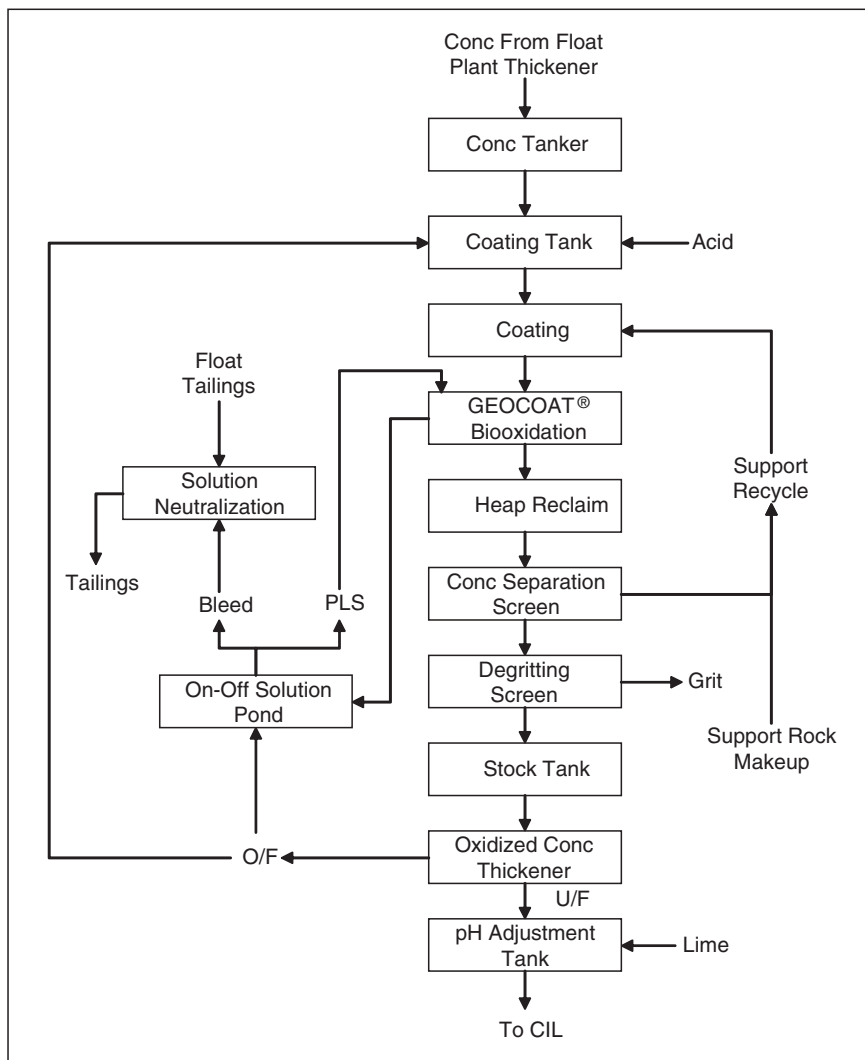 Conc From Float
Plant Thickener
Conc Tanker
Coating Tank
Acid
Coating
Float
Tailings
GEOCOAT®
Biooxidation
Solution
Neutralization
Support
Recycle
Heap Reclaim
Tailings
Bleed
PLS
Conc Separation
Screen
On-Off Solution
Pond
Degritting
Screen
Grit
Support Rock
Makeup
Stock Tank
O/F
Oxidized Conc
Thickener
U/F
pH Adjustment
Tank
Lime
To CIL